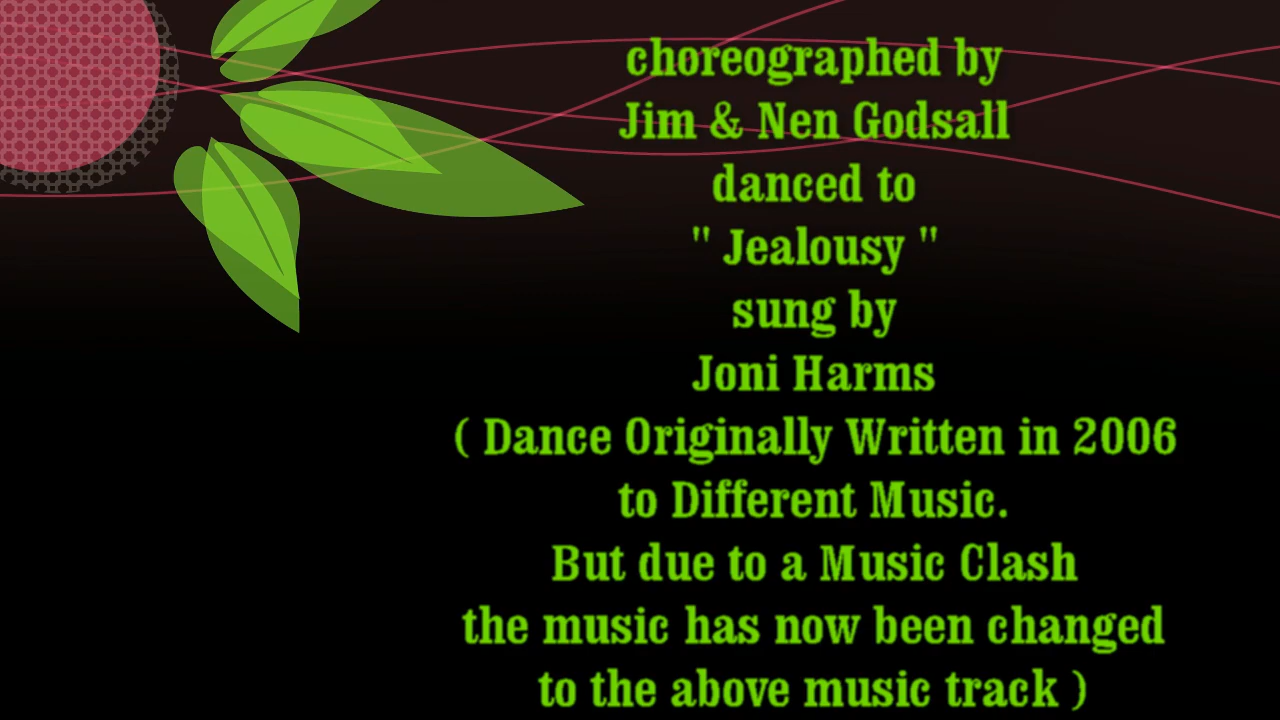 choreographed by
Jim & Nen Godsall
danced to
" Jealousy "
sung by
Joni Harms
( Dance Originally Written in 2006
to Different Music.
But due to a Music Clash
the music has now been changed
to the above music track )